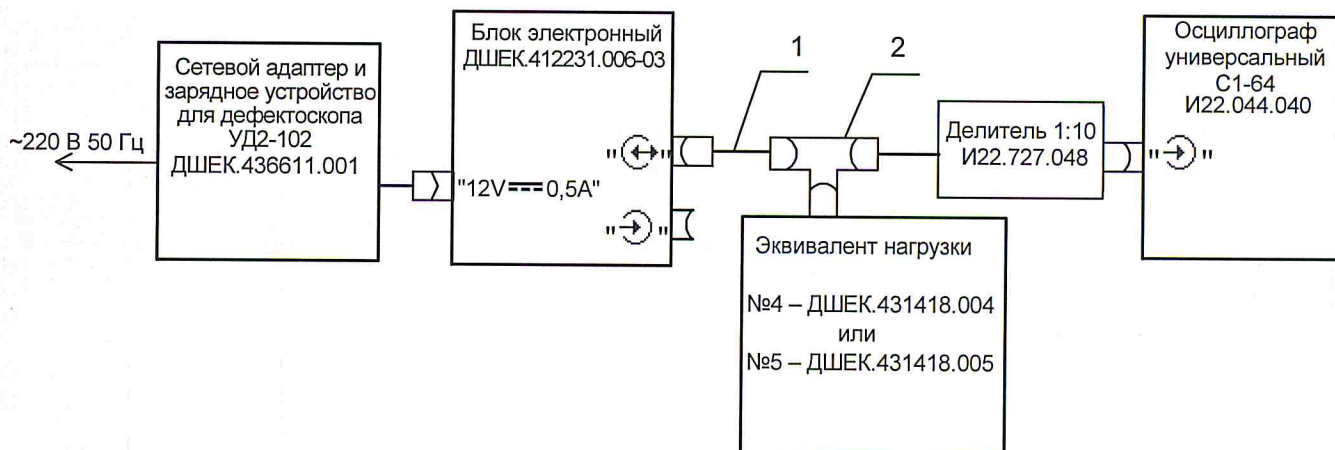 ~220 В 50 Гц
Сетевой адаптер и
зарядное устройство
для дефектоскопа
УД2-102
ДШЕК.436611.001
Блок электронный
ДШЕК.412231.006-03
" "
"12V 0,5A"
" "
1
2
Эквивалент нагрузки
№4 – ДШЕК.431418.004
или
№5 – ДШЕК.431418.005
Делитель 1:10
И22.727.048
Осциллограф
универсальный
С1-64
И22.044.040
" "